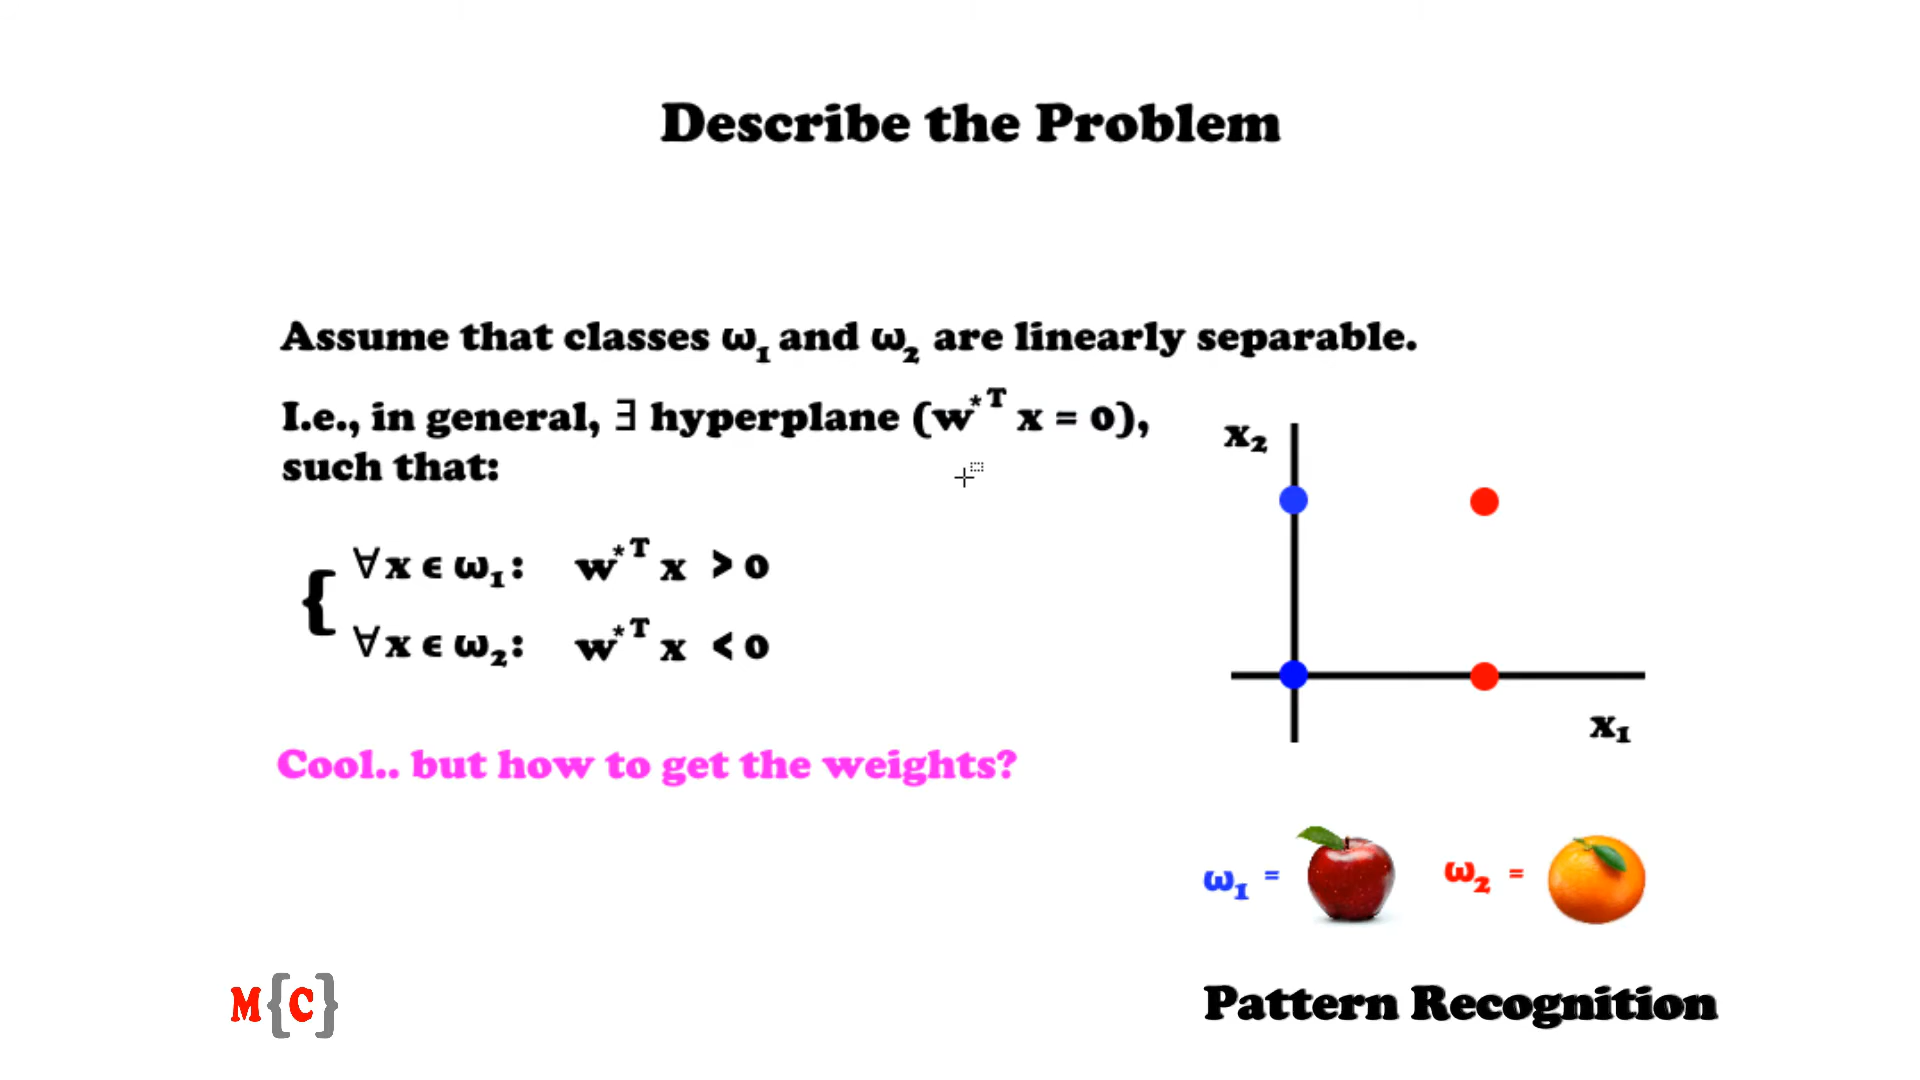 Describe the Problem
Assume that classes ω₁ and ω₂ are linearly separable.
I.e., in general, ∃ hyperplane (w*ᵀ x = 0),
such that:
{ ∀x ϵ ω₁: w*ᵀ x > 0
∀x ϵ ω₂: w*ᵀ x < 0
Cool.. but how to get the weights?
x₂
x₁
ω₁ =
ω₂ =
M{C}
Pattern Recognition